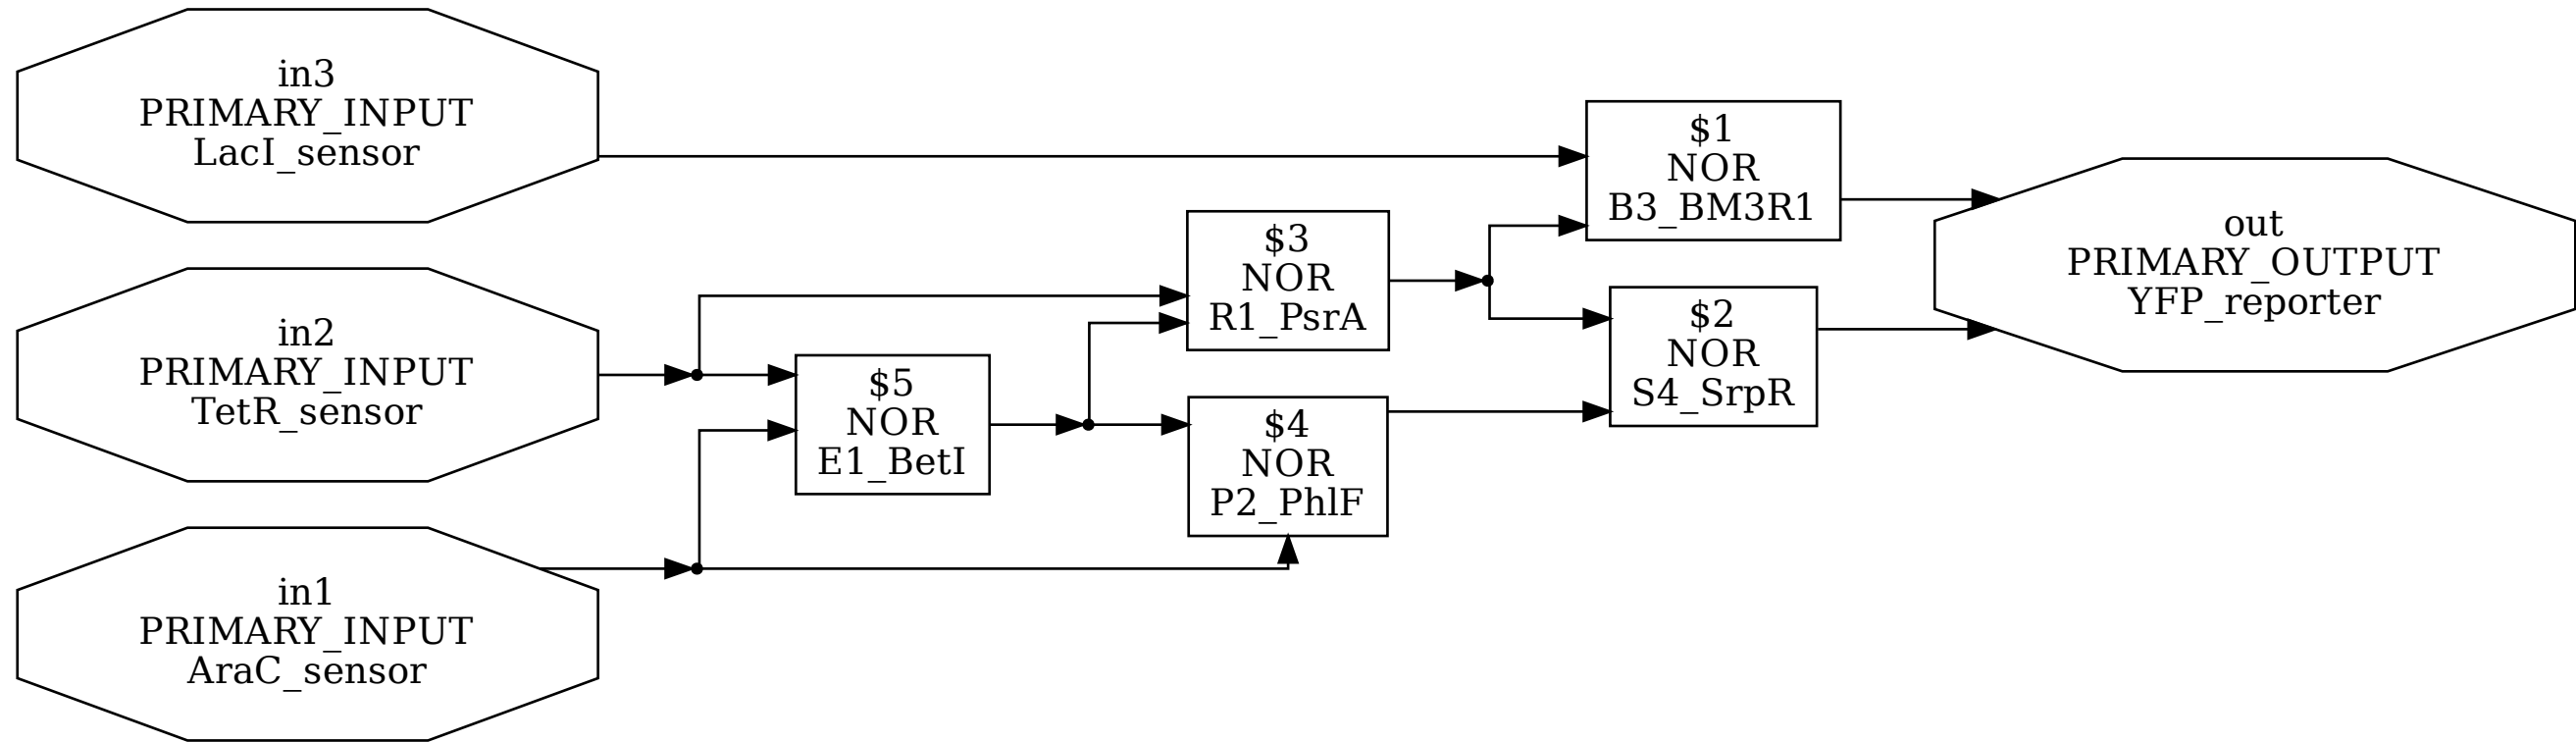 in3
PRIMARY_INPUT
LacI_sensor
in2
PRIMARY_INPUT
TetR_sensor
in1
PRIMARY_INPUT
AraC_sensor
$5
NOR
E1_BetI
$3
NOR
R1_PsrA
$4
NOR
P2_PhlF
$1
NOR
B3_BM3R1
$2
NOR
S4_SrpR
out
PRIMARY_OUTPUT
YFP_reporter